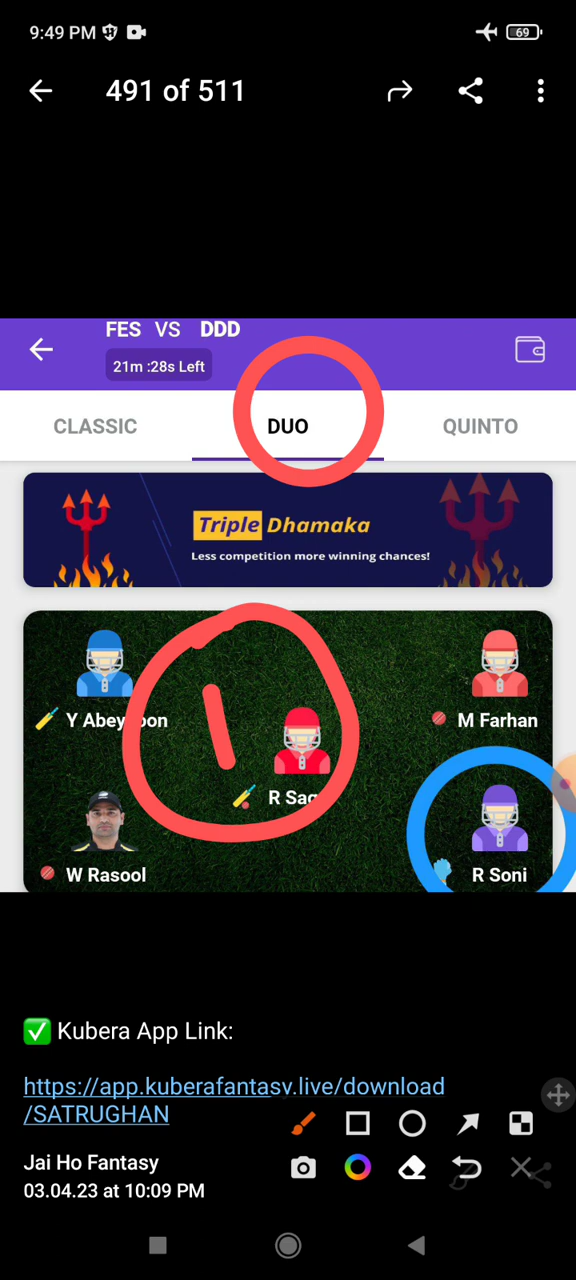 9:49 PM
69
491 of 511
FES VS DDD
21m :28s Left
CLASSIC DUO QUINTO
Triple Dhamaka
Less competition more winning chances!
M Farhan
R
W Rasool
R Soni
✅ Kubera App Link:
https://app.kuberafantasy.live/download
/SATRUGHAN
Jai Ho Fantasy
03.04.23 at 10:09 PM